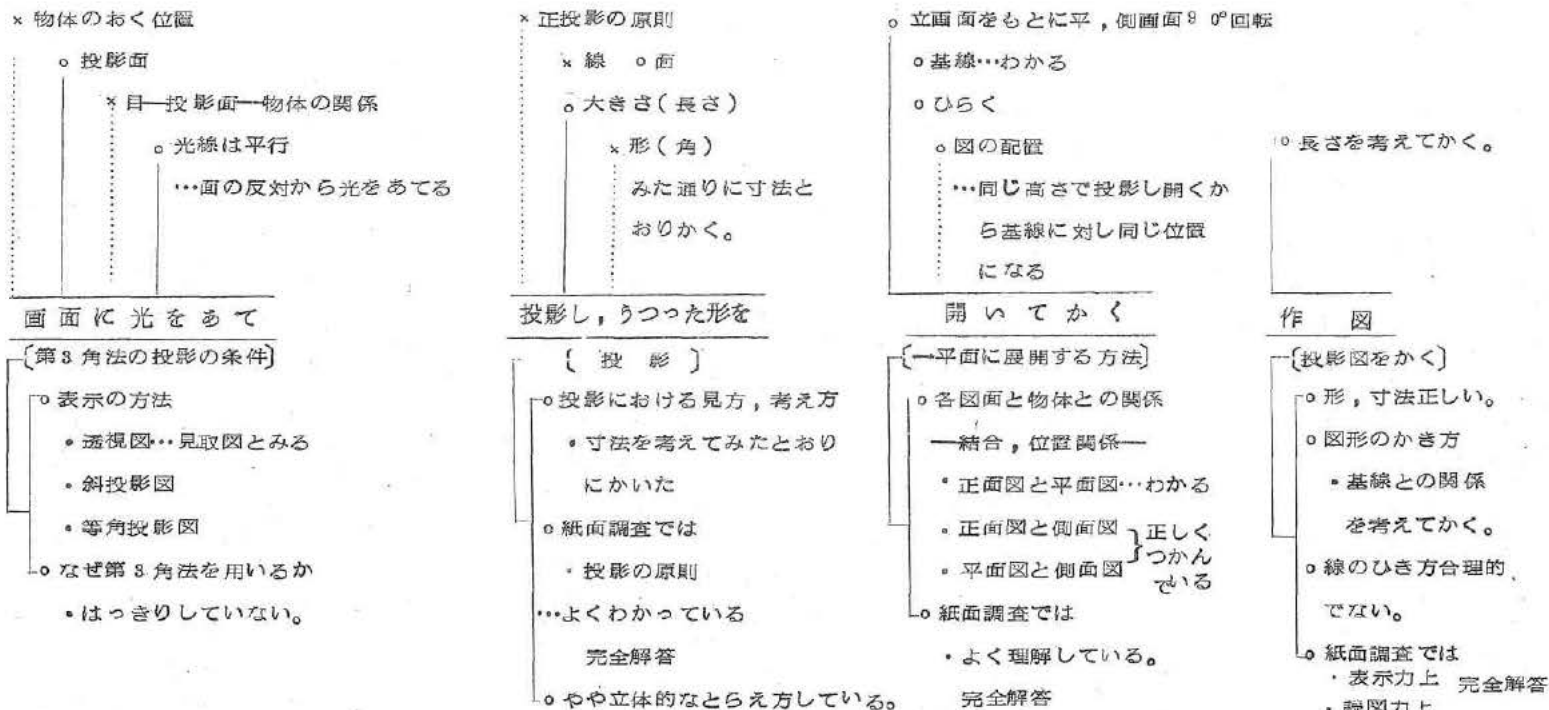 × 物体のおく位置
○ 投影面
× 目―投影面―物体の関係
○ 光線は平行
…面の反対から光をあてる
画面に光をあて
〔第3角法の投影の条件〕
○ 表示の方法
・透視図…見取図とみる
・斜投影図
・等角投影図
○ なぜ第3角法を用いるか
・はっきりしていない。
× 正投影の原則
× 線 ○ 面
○ 大きさ(長さ)
× 形(角)
みた通りに寸法と
おりかく。
投影し,うつった形を
〔投影〕
○ 投影における見方,考え方
・寸法を考えてみたとおり
にかいた
○ 紙面調査では
・投影の原則
…よくわかっている
完全解答
○ やや立体的なとらえ方している。
○ 立画面をもとに平,側画面90°回転
○ 基線…わかる
○ ひらく
○ 図の配置
…同じ高さで投影し開くか
ら基線に対し同じ位置
になる
開いてかく
〔一平面に展開する方法〕
○ 各図面と物体との関係
―結合,位置関係―
・正面図と平面図…わかる
・正面図と側面図
・平面図と側面図
}正しく
つかん
でいる
○ 紙面調査では
・よく理解している。
完全解答
○ 長さを考えてかく。
作図
〔投影図をかく〕
○ 形,寸法正しい。
○ 図形のかき方
・基線との関係
を考えてかく。
○ 線のひき方合理的
でない。
○ 紙面調査では
・表示力上 完全解答
・読図力上